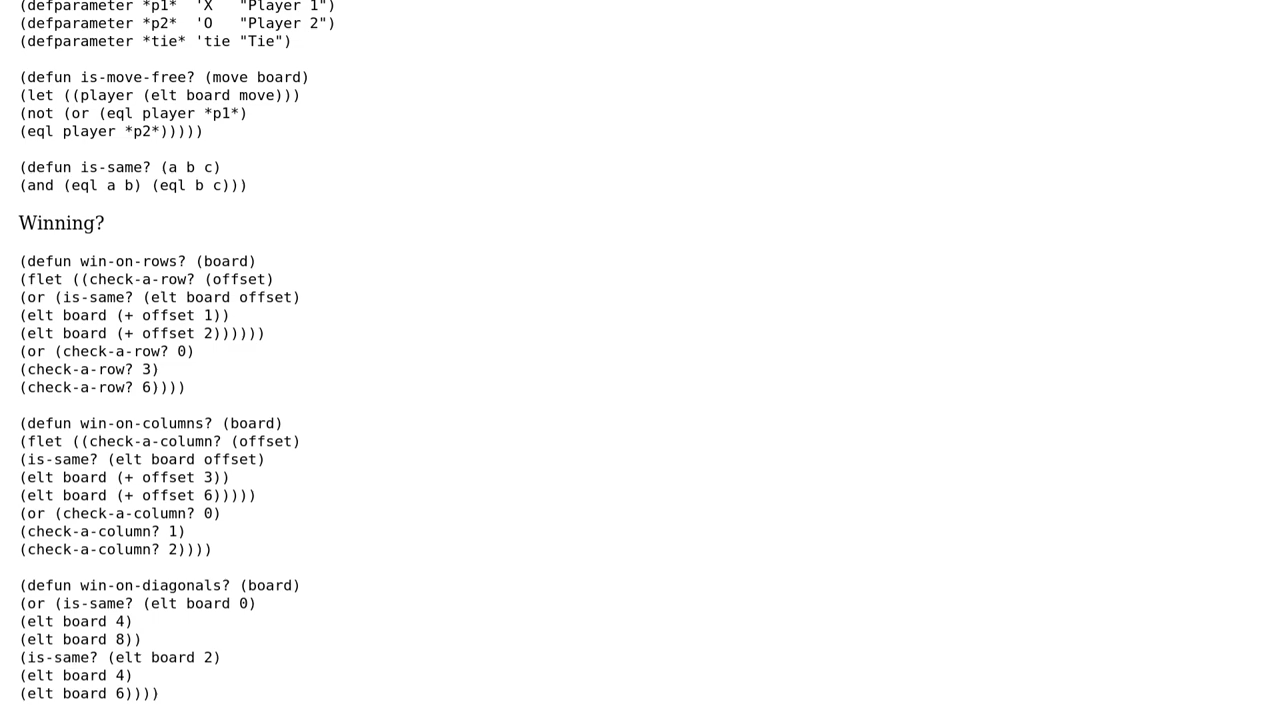 (defparameter *p1*  'X   "Player 1")
(defparameter *p2*  'O   "Player 2")
(defparameter *tie* 'tie "Tie")
(defun is-move-free? (move board)
(let ((player (elt board move)))
(not (or (eql player *p1*)
(eql player *p2*)))))
(defun is-same? (a b c)
(and (eql a b) (eql b c)))
Winning?
(defun win-on-rows? (board)
(flet ((check-a-row? (offset)
(or (is-same? (elt board offset)
(elt board (+ offset 1))
(elt board (+ offset 2))))))
(or (check-a-row? 0)
(check-a-row? 3)
(check-a-row? 6))))
(defun win-on-columns? (board)
(flet ((check-a-column? (offset)
(is-same? (elt board offset)
(elt board (+ offset 3))
(elt board (+ offset 6)))))
(or (check-a-column? 0)
(check-a-column? 1)
(check-a-column? 2))))
(defun win-on-diagonals? (board)
(or (is-same? (elt board 0)
(elt board 4)
(elt board 8))
(is-same? (elt board 2)
(elt board 4)
(elt board 6))))